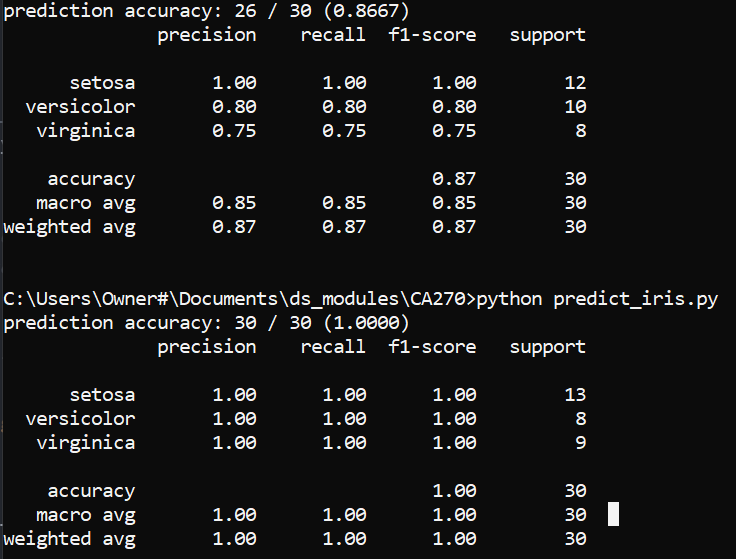 prediction accuracy: 26 / 30 (0.8667)
precision recall f1-score support
setosa 1.00 1.00 1.00 12
versicolor 0.80 0.80 0.80 10
virginica 0.75 0.75 0.75 8
accuracy 0.87 30
macro avg 0.85 0.85 0.85 30
weighted avg 0.87 0.87 0.87 30
C:\Users\Owner#\Documents\ds_modules\CA270>python predict_iris.py
prediction accuracy: 30 / 30 (1.0000)
precision recall f1-score support
setosa 1.00 1.00 1.00 13
versicolor 1.00 1.00 1.00 8
virginica 1.00 1.00 1.00 9
accuracy 1.00 30
macro avg 1.00 1.00 1.00 30
weighted avg 1.00 1.00 1.00 30